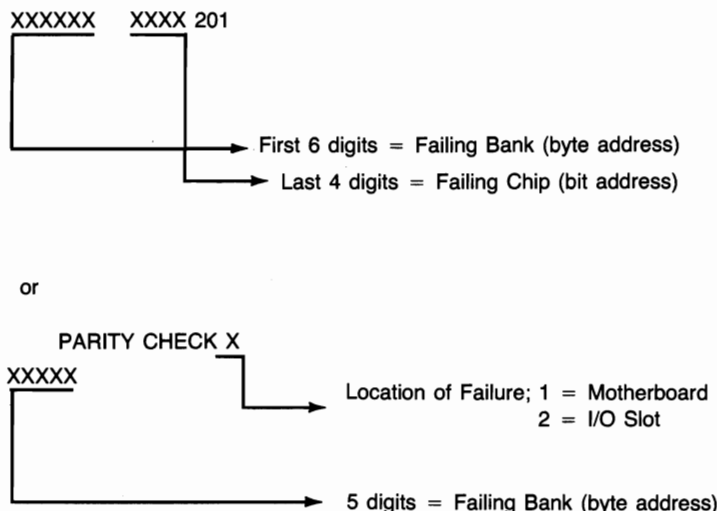 XXXXXX XXXX 201
First 6 digits = Failing Bank (byte address)
Last 4 digits = Failing Chip (bit address)
or
PARITY CHECK X
XXXXX
Location of Failure; 1 = Motherboard
2 = I/O Slot
5 digits = Failing Bank (byte address)